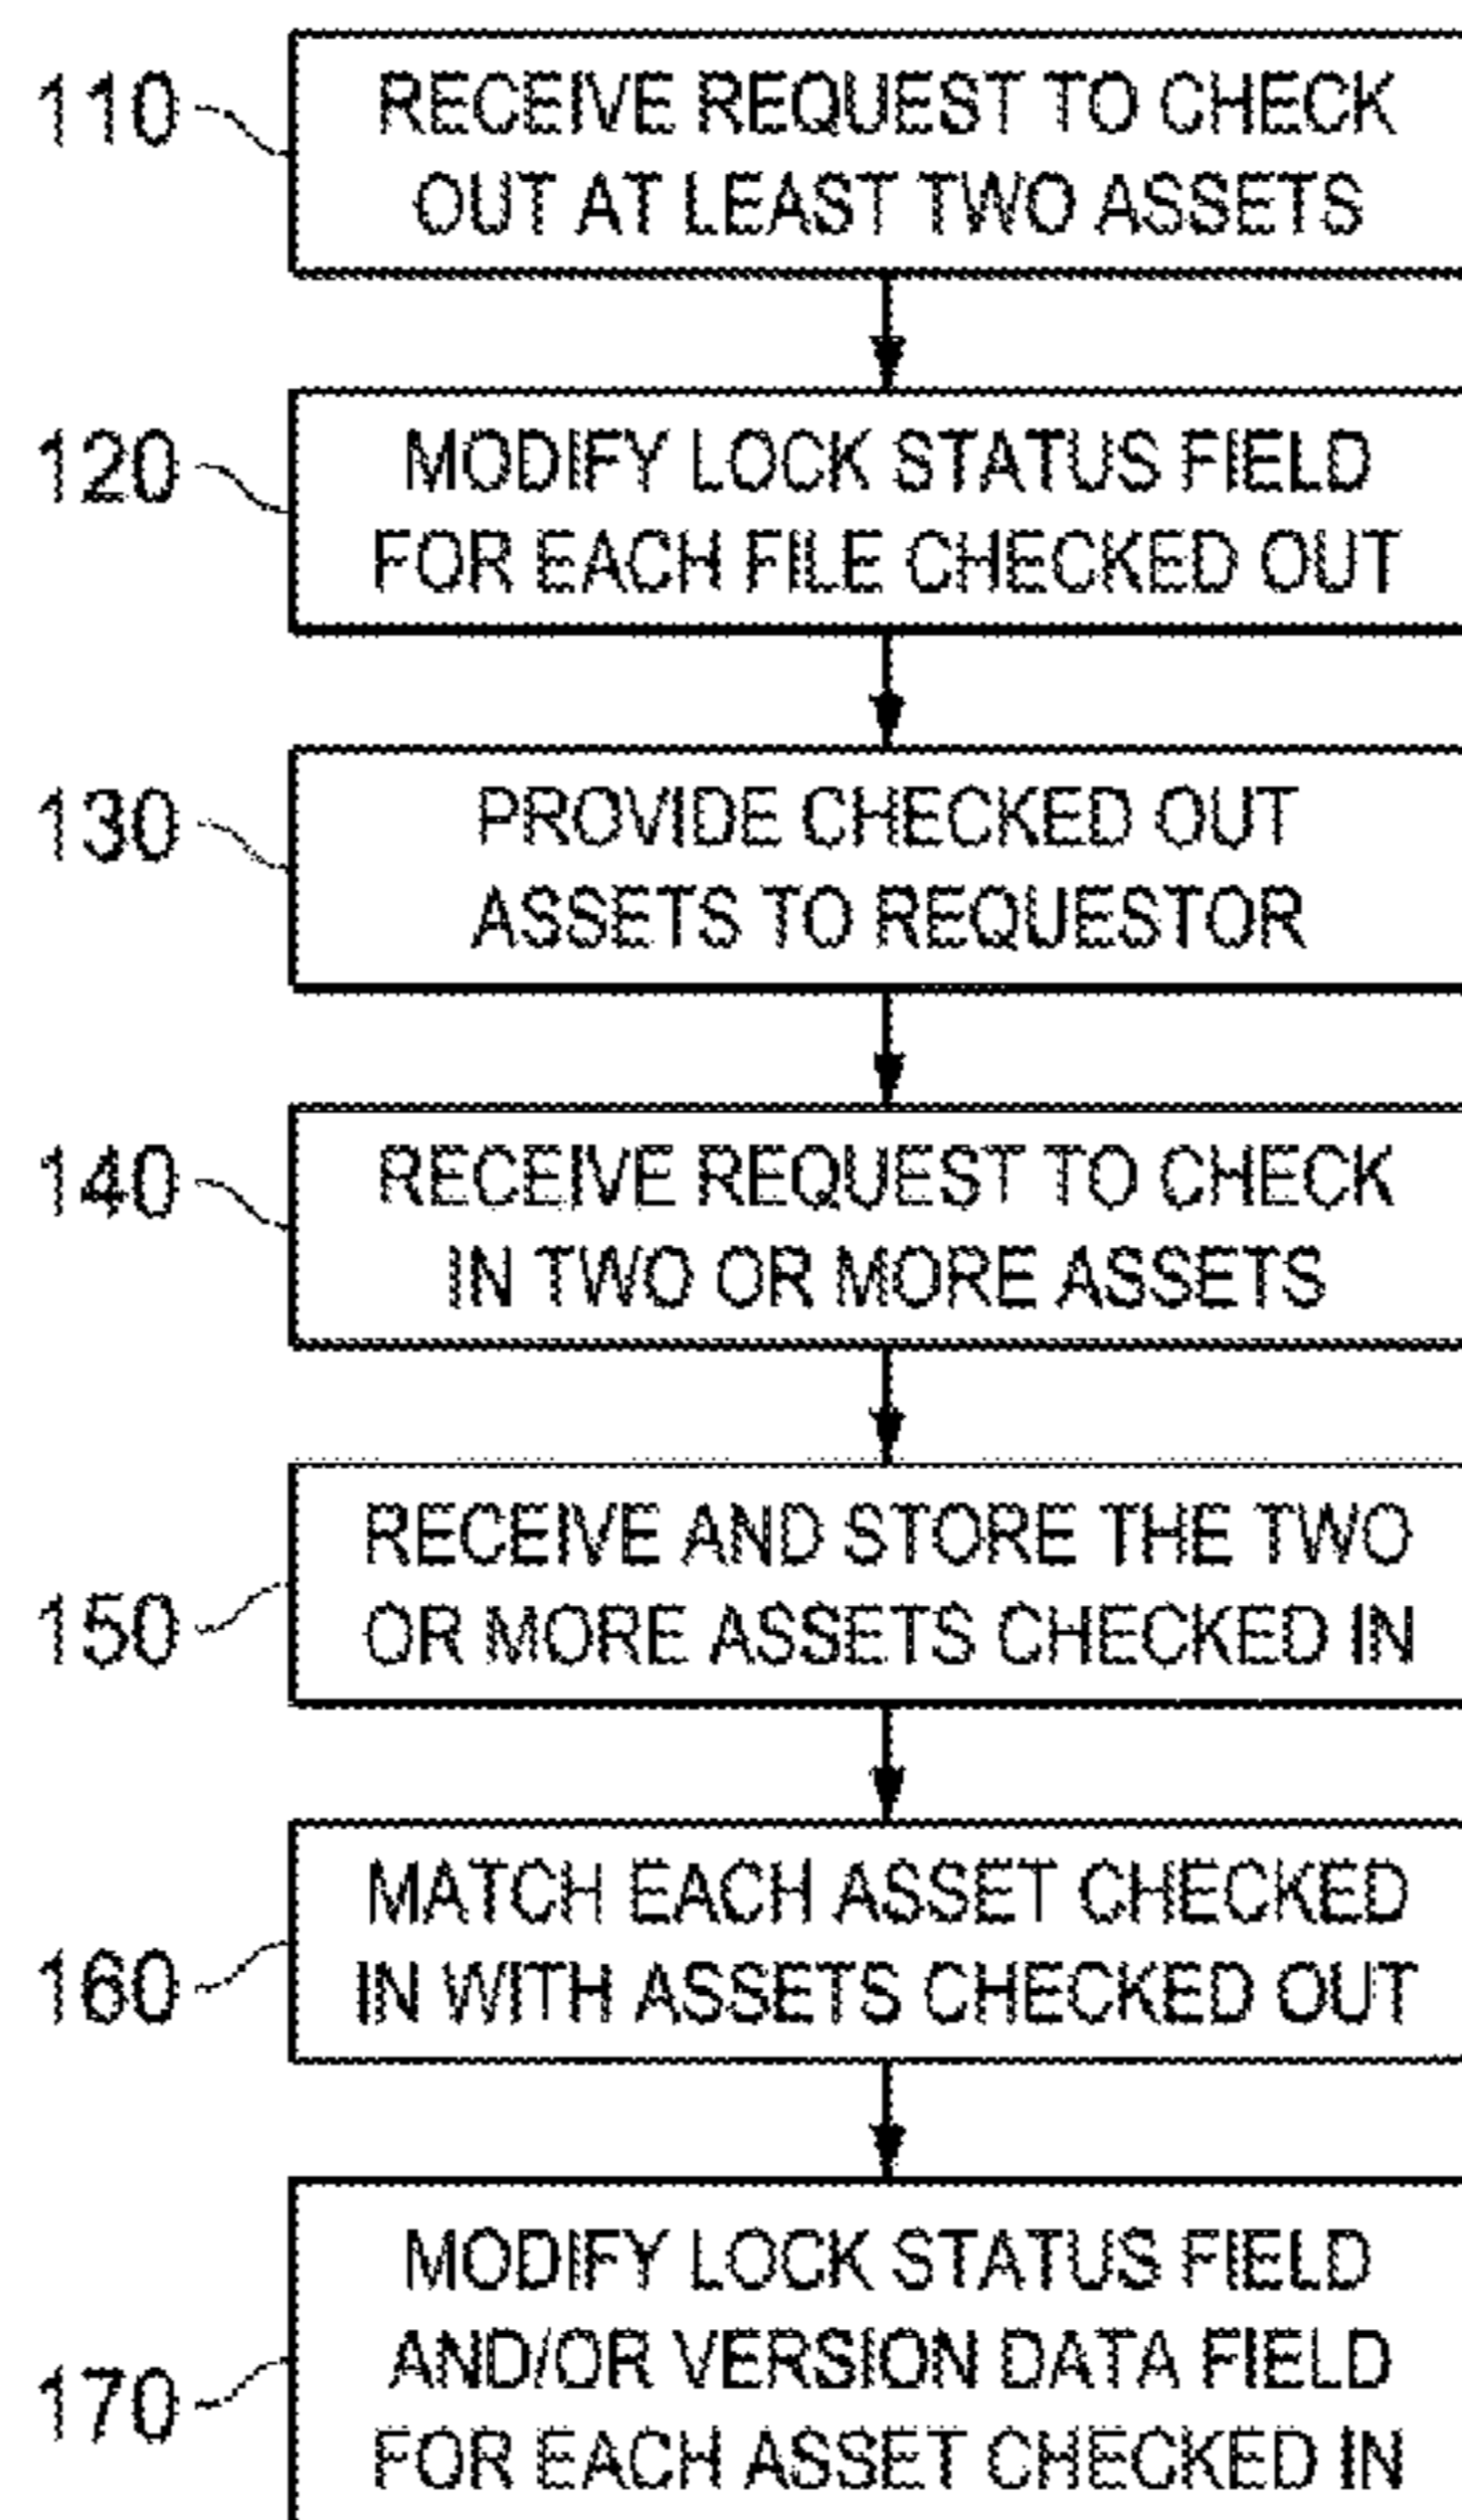 110
RECEIVE REQUEST TO CHECK
OUT AT LEAST TWO ASSETS
120
MODIFY LOCK STATUS FIELD
FOR EACH FILE CHECKED OUT
130
PROVIDE CHECKED OUT
ASSETS TO REQUESTOR
140
RECEIVE REQUEST TO CHECK
IN TWO OR MORE ASSETS
150
RECEIVE AND STORE THE TWO
OR MORE ASSETS CHECKED IN
160
MATCH EACH ASSET CHECKED
IN WITH ASSETS CHECKED OUT
170
MODIFY LOCK STATUS FIELD
AND/OR VERSION DATA FIELD
FOR EACH ASSET CHECKED IN